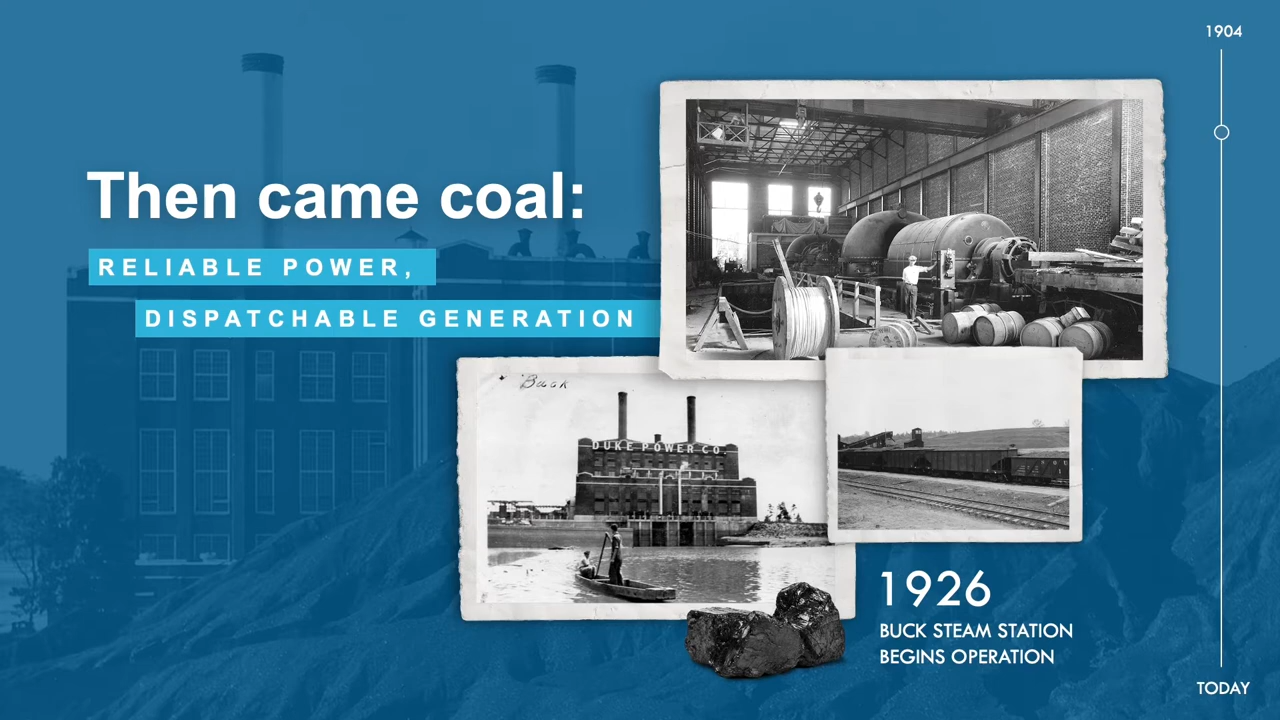 1904
Then came coal:
RELIABLE POWER,
DISPATCHABLE GENERATION
Buck
DUKE POWER CO.
1926
BUCK STEAM STATION
BEGINS OPERATION
TODAY